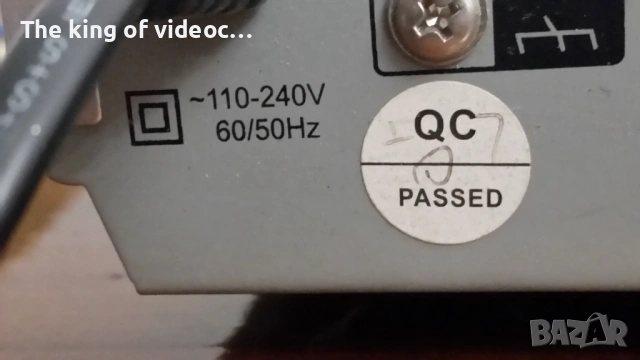 The king of videoc...
~110-240V
60/50Hz
QC
PASSED
BAZAR